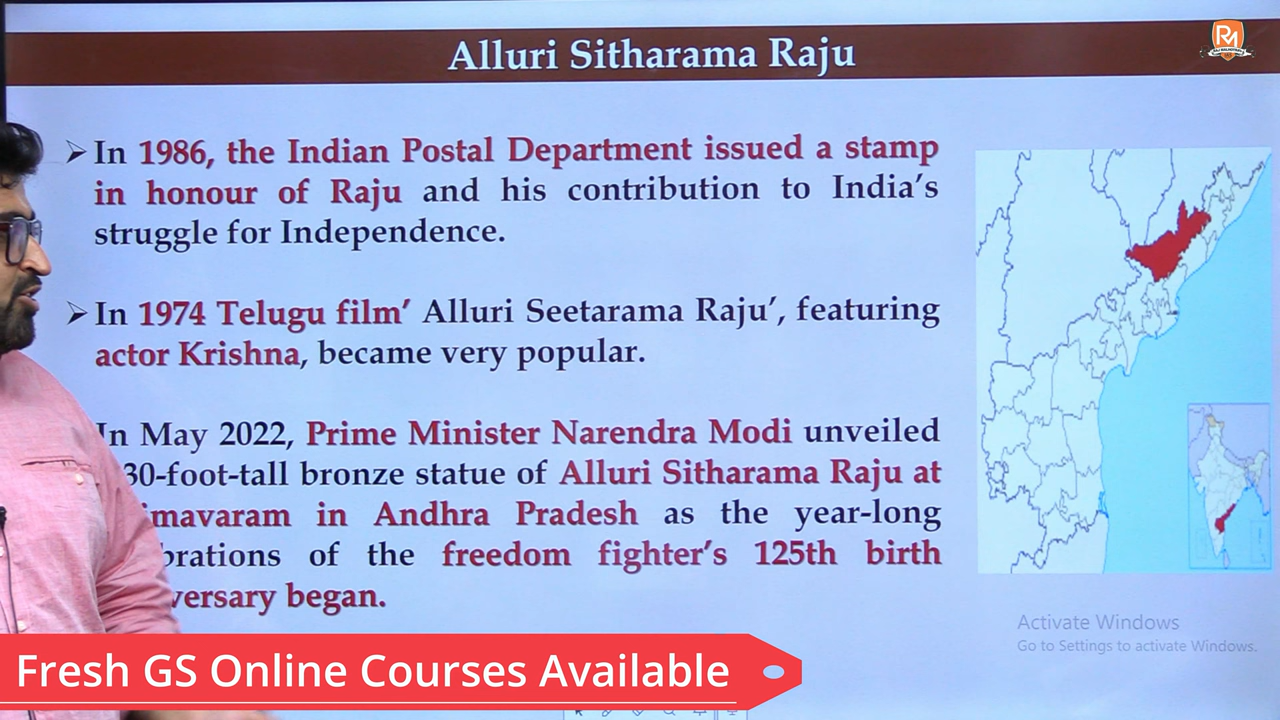 Alluri Sitharama Raju
RM
➢ In 1986, the Indian Postal Department issued a stamp
in honour of Raju and his contribution to India's
struggle for Independence.
➢ In 1974 Telugu film' Alluri Seetarama Raju', featuring
actor Krishna, became very popular.
In May 2022, Prime Minister Narendra Modi unveiled
30-foot-tall bronze statue of Alluri Sitharama Raju at
imavaram in Andhra Pradesh as the year-long
brations of the freedom fighter's 125th birth
versary began.
Activate Windows
Go to Settings to activate Windows.
Fresh GS Online Courses Available